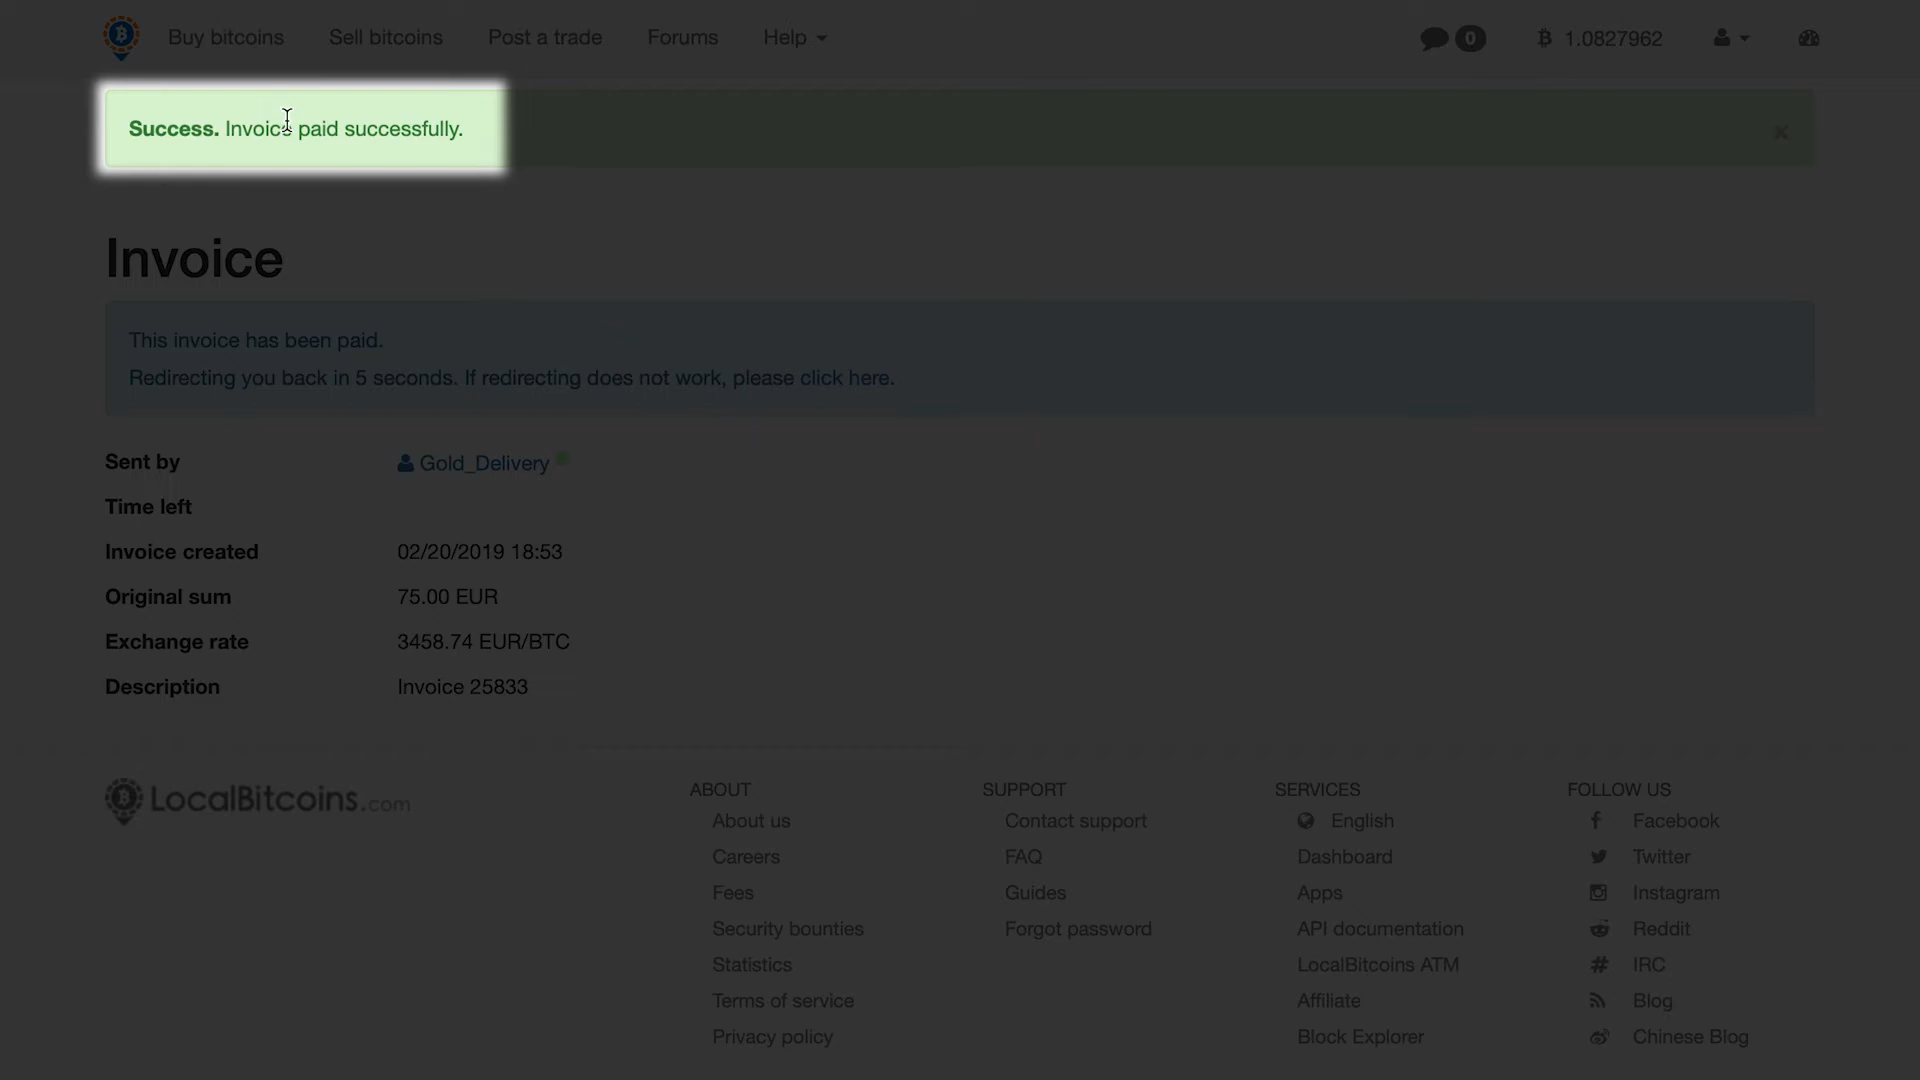 Buy bitcoins Sell bitcoins Post a trade Forums Help 0 1.0827962
Success. Invoice paid successfully. ×
Invoice
This invoice has been paid.
Redirecting you back in 5 seconds. If redirecting does not work, please click here.
Sent by Gold_Delivery
Time left
Invoice created 02/20/2019 18:53
Original sum 75.00 EUR
Exchange rate 3458.74 EUR/BTC
Description Invoice 25833
LocalBitcoins.com
ABOUT
About us
Careers
Fees
Security bounties
Statistics
Terms of service
Privacy policy
SUPPORT
Contact support
FAQ
Guides
Forgot password
SERVICES
English
Dashboard
Apps
API documentation
LocalBitcoins ATM
Affiliate
Block Explorer
FOLLOW US
Facebook
Twitter
Instagram
Reddit
IRC
Blog
Chinese Blog